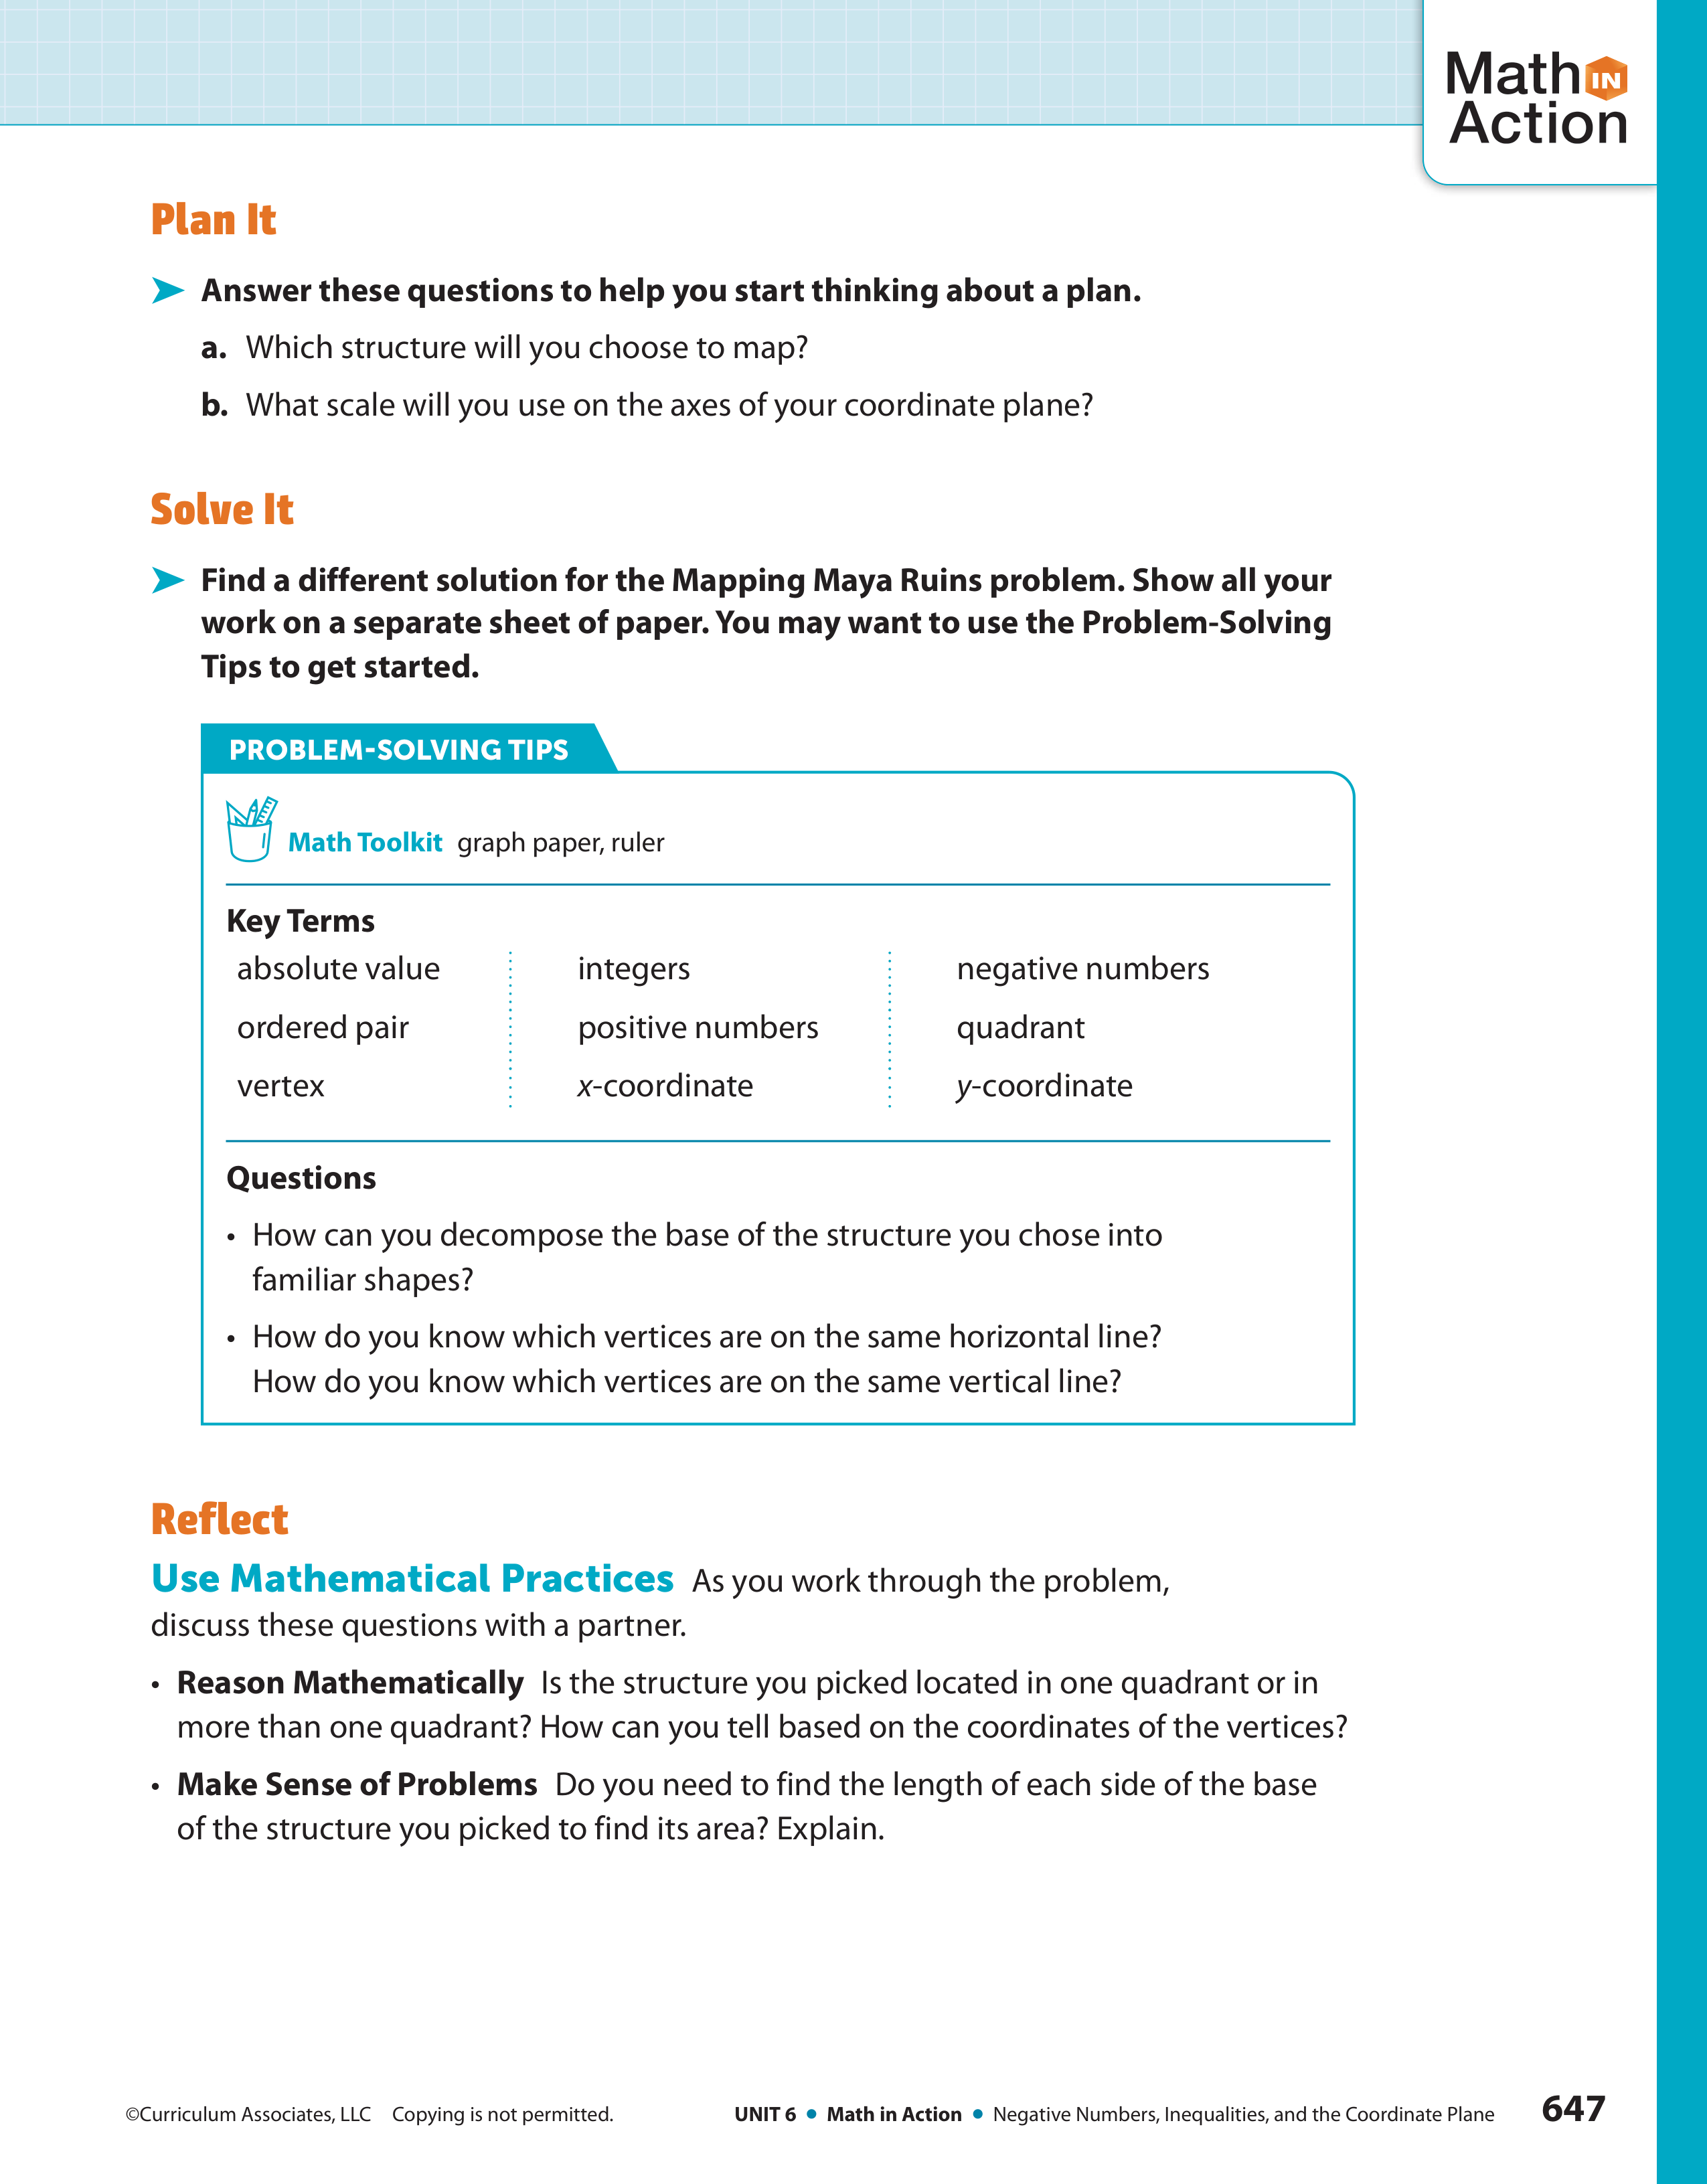 Math IN
Action
Plan It
Answer these questions to help you start thinking about a plan.
a. Which structure will you choose to map?
b. What scale will you use on the axes of your coordinate plane?
Solve It
Find a different solution for the Mapping Maya Ruins problem. Show all your
work on a separate sheet of paper. You may want to use the Problem-Solving
Tips to get started.
PROBLEM-SOLVING TIPS
Math Toolkit graph paper, ruler
Key Terms
absolute value integers negative numbers
ordered pair positive numbers quadrant
vertex x-coordinate y-coordinate
Questions
• How can you decompose the base of the structure you chose into
familiar shapes?
• How do you know which vertices are on the same horizontal line?
How do you know which vertices are on the same vertical line?
Reflect
Use Mathematical Practices As you work through the problem,
discuss these questions with a partner.
• Reason Mathematically Is the structure you picked located in one quadrant or in
more than one quadrant? How can you tell based on the coordinates of the vertices?
• Make Sense of Problems Do you need to find the length of each side of the base
of the structure you picked to find its area? Explain.
©Curriculum Associates, LLC Copying is not permitted. UNIT 6 • Math in Action • Negative Numbers, Inequalities, and the Coordinate Plane 647